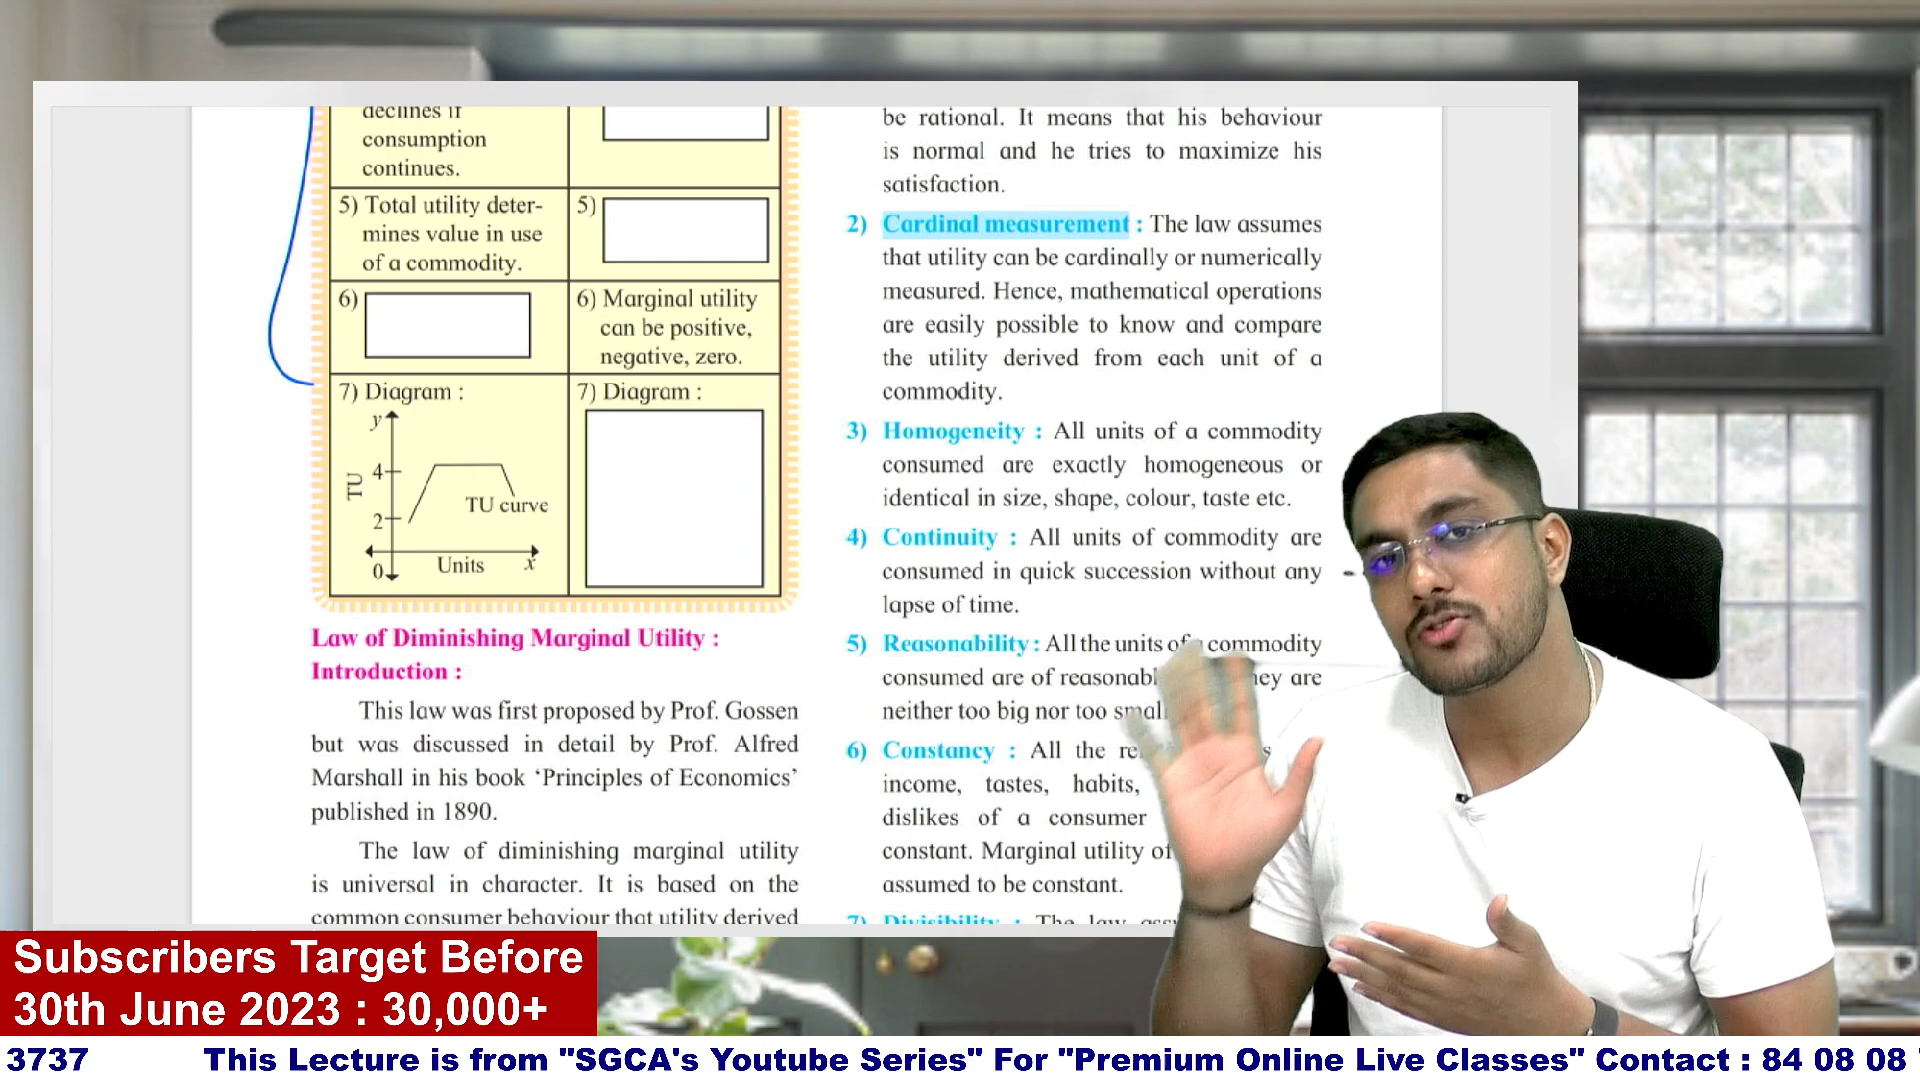 declines if
consumption
continues.
5) Total utility deter-
mines value in use
of a commodity.
5)
6)
6) Marginal utility
can be positive,
negative, zero.
7) Diagram :
y
TU
4
2
TU curve
0
Units
x
7) Diagram :
Law of Diminishing Marginal Utility :
Introduction :
This law was first proposed by Prof. Gossen
but was discussed in detail by Prof. Alfred
Marshall in his book ‘Principles of Economics’
published in 1890.
The law of diminishing marginal utility
is universal in character. It is based on the
common consumer behaviour that utility derived
be rational. It means that his behaviour
is normal and he tries to maximize his
satisfaction.
2) Cardinal measurement : The law assumes
that utility can be cardinally or numerically
measured. Hence, mathematical operations
are easily possible to know and compare
the utility derived from each unit of a
commodity.
3) Homogeneity : All units of a commodity
consumed are exactly homogeneous or
identical in size, shape, colour, taste etc.
4) Continuity : All units of commodity are
consumed in quick succession without any
lapse of time.
5) Reasonability : All the units of commodity
consumed are of are
neither too big nor too
6) Constancy : All the
income, tastes, habits,
dislikes of a consumer
constant. Marginal utility of
assumed to be constant.
7) Divisibility : The law
Subscribers Target Before
30th June 2023 : 30,000+
3737 This Lecture is from "SGCA's Youtube Series" For "Premium Online Live Classes" Contact : 84 08 08